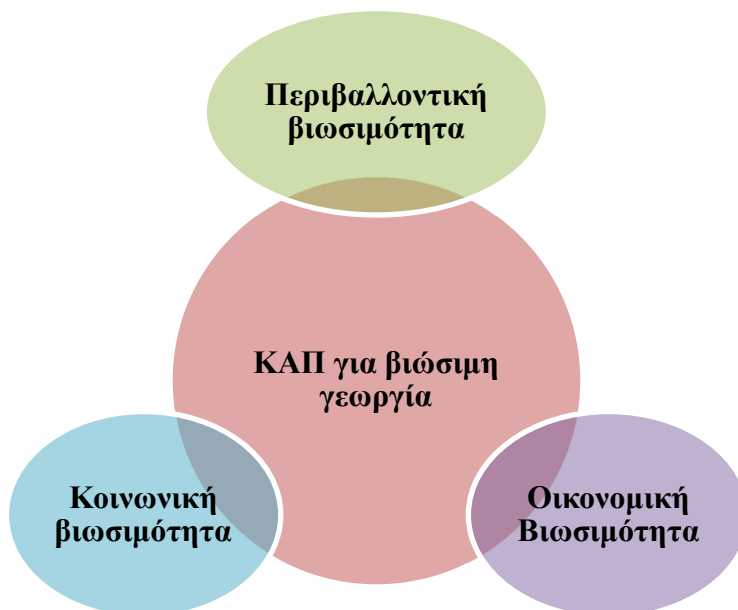 Περιβαλλοντική
βιωσιμότητα
ΚΑΠ για βιώσιμη
γεωργία
Κοινωνική
βιωσιμότητα
Οικονομική
Βιωσιμότητα